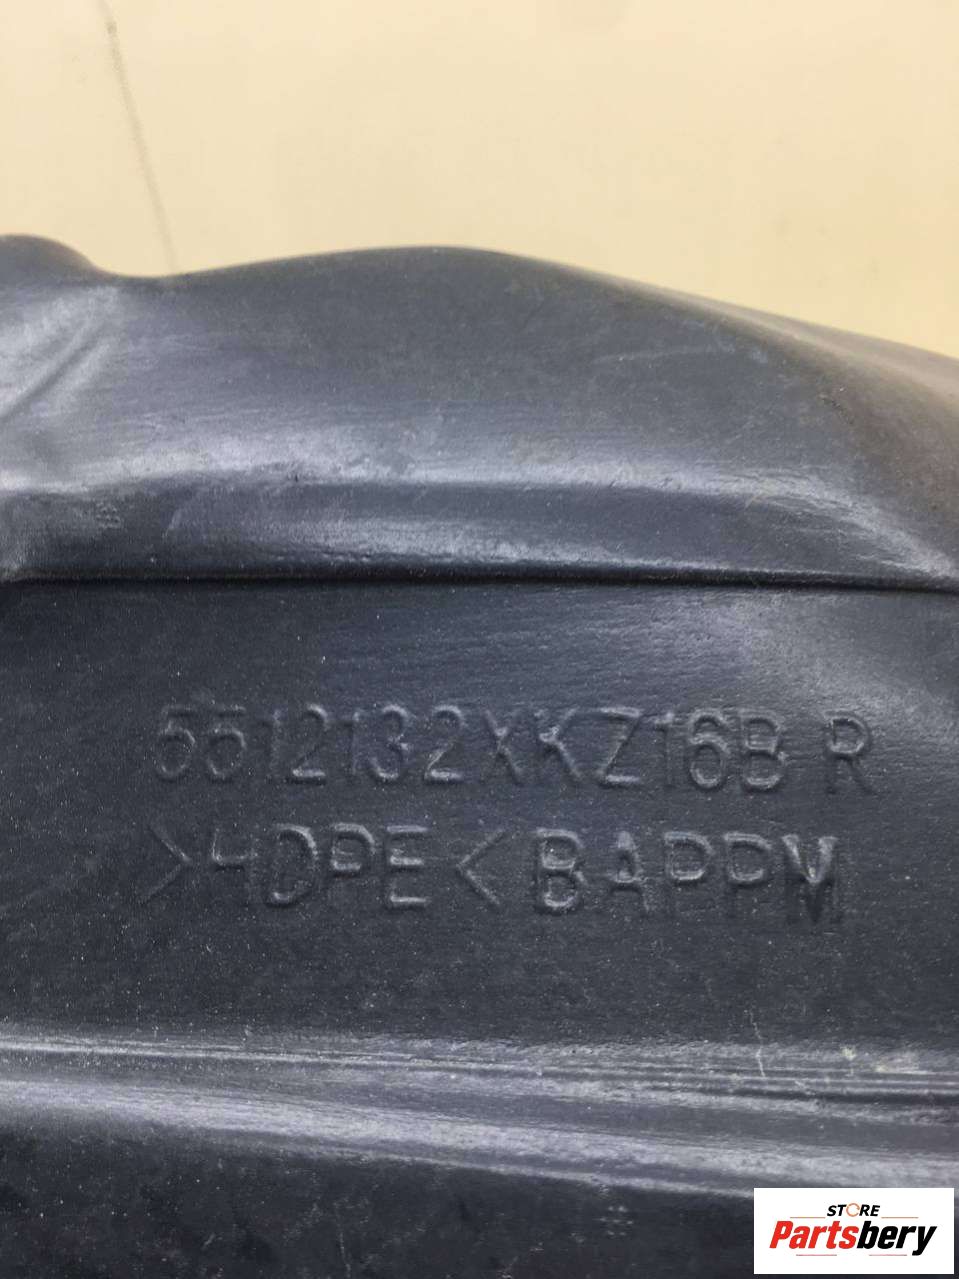 5512132XKZ16B R
>HDPE< BAPPM
STORE
Partsbery